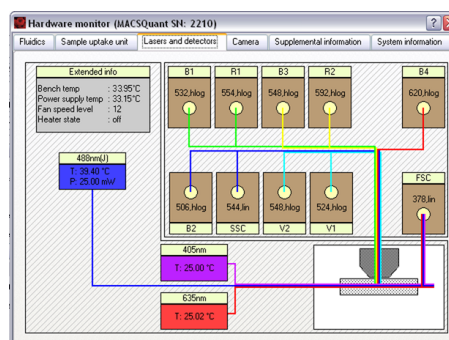 Hardware monitor (MACSQuant SN: 2210)
Fluidics Sample uptake unit Lasers and detectors Camera Supplemental information System information
Extended info
Bench temp : 33.95°C
Power supply temp : 33.15°C
Fan speed level : 12
Heater state : off
B1 R1 B3 R2 B4
532,hlog 554,hlog 548,hlog 592,hlog 620,hlog
488nm(J)
T: 39.40 °C
P: 25.00 mW
FSC
378,lin
506,hlog 544,lin 548,hlog 524,hlog
B2 SSC V2 V1
405nm
T: 25.00 °C
635nm
T: 25.02 °C